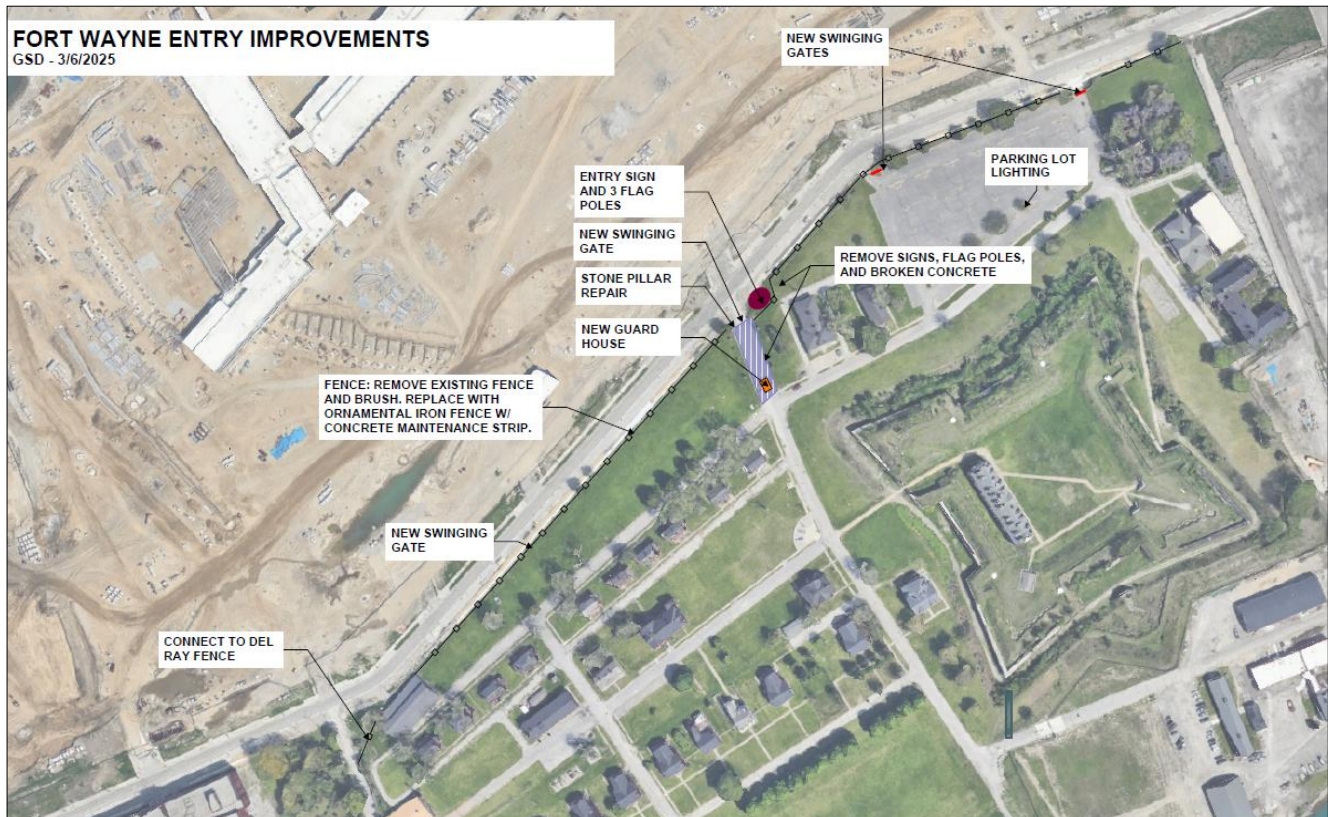 FORT WAYNE ENTRY IMPROVEMENTS
GSD - 3/6/2025
NEW SWINGING
GATES
PARKING LOT
LIGHTING
ENTRY SIGN
AND 3 FLAG
POLES
NEW SWINGING
GATE
REMOVE SIGNS, FLAG POLES,
AND BROKEN CONCRETE
STONE PILLAR
REPAIR
NEW GUARD
HOUSE
FENCE: REMOVE EXISTING FENCE
AND BRUSH. REPLACE WITH
ORNAMENTAL IRON FENCE W/
CONCRETE MAINTENANCE STRIP.
NEW SWINGING
GATE
CONNECT TO DEL
RAY FENCE